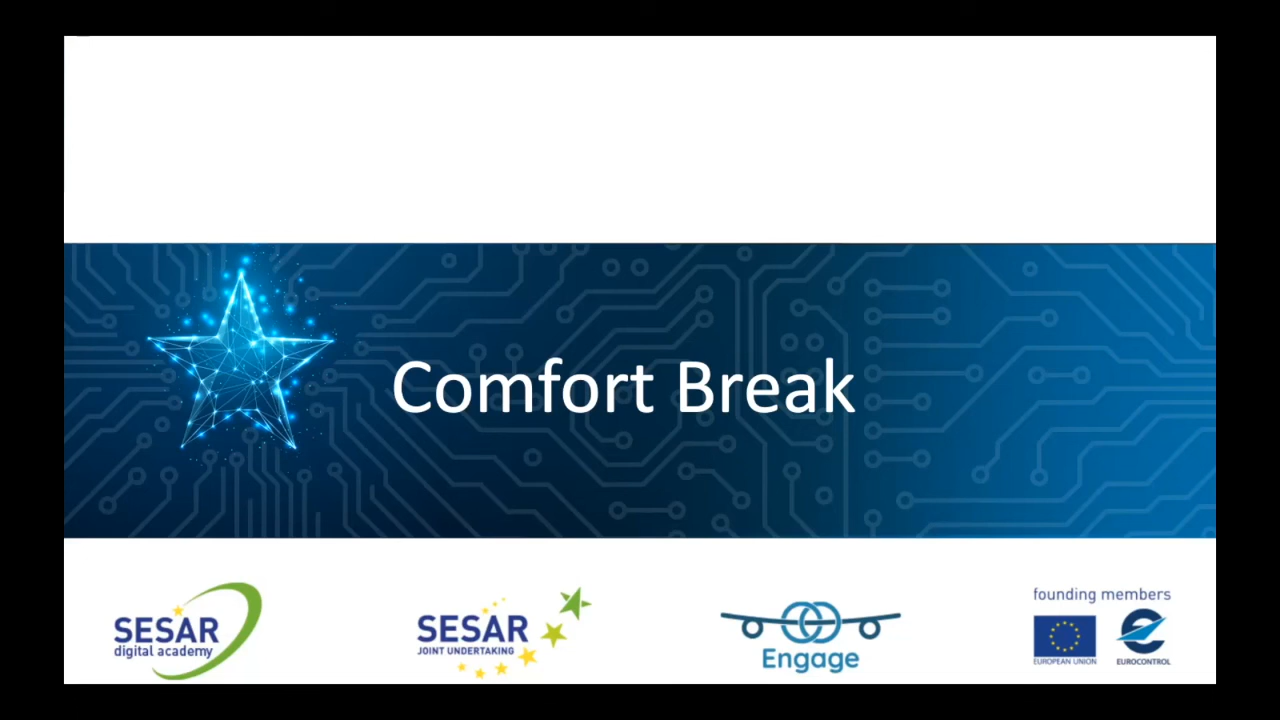 Comfort Break
SESAR
digital academy
SESAR
JOINT UNDERTAKING
Engage
founding members
EUROPEAN UNION
EUROCONTROL